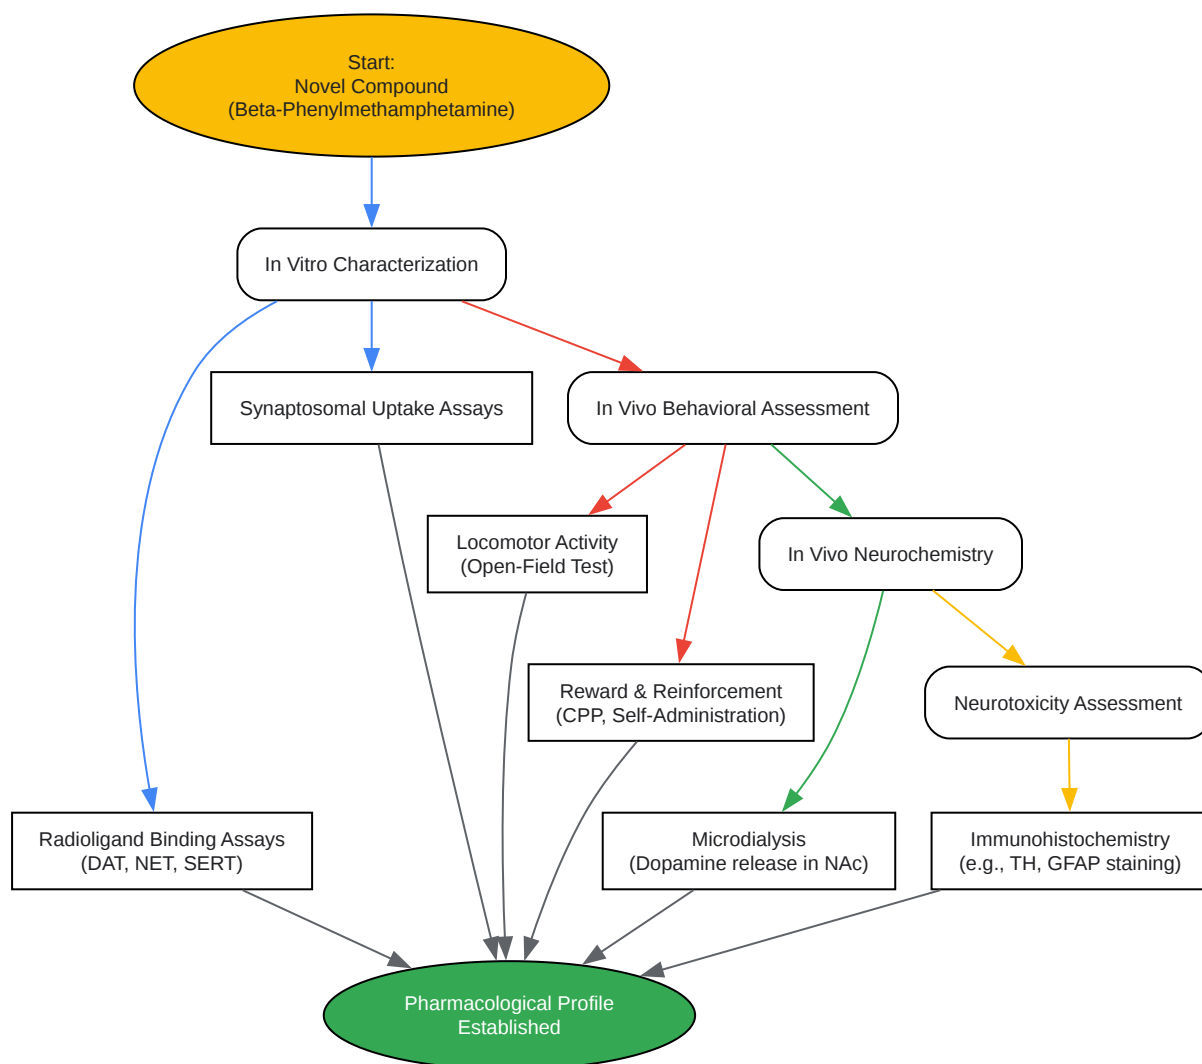 Start:
Novel Compound
(Beta-Phenylmethamphetamine)
In Vitro Characterization
Synaptosomal Uptake Assays
In Vivo Behavioral Assessment
Locomotor Activity
(Open-Field Test)
In Vivo Neurochemistry
Reward & Reinforcement
(CPP, Self-Administration)
Neurotoxicity Assessment
Radioligand Binding Assays
(DAT, NET, SERT)
Microdialysis
(Dopamine release in NAc)
Immunohistochemistry
(e.g., TH, GFAP staining)
Pharmacological Profile
Established